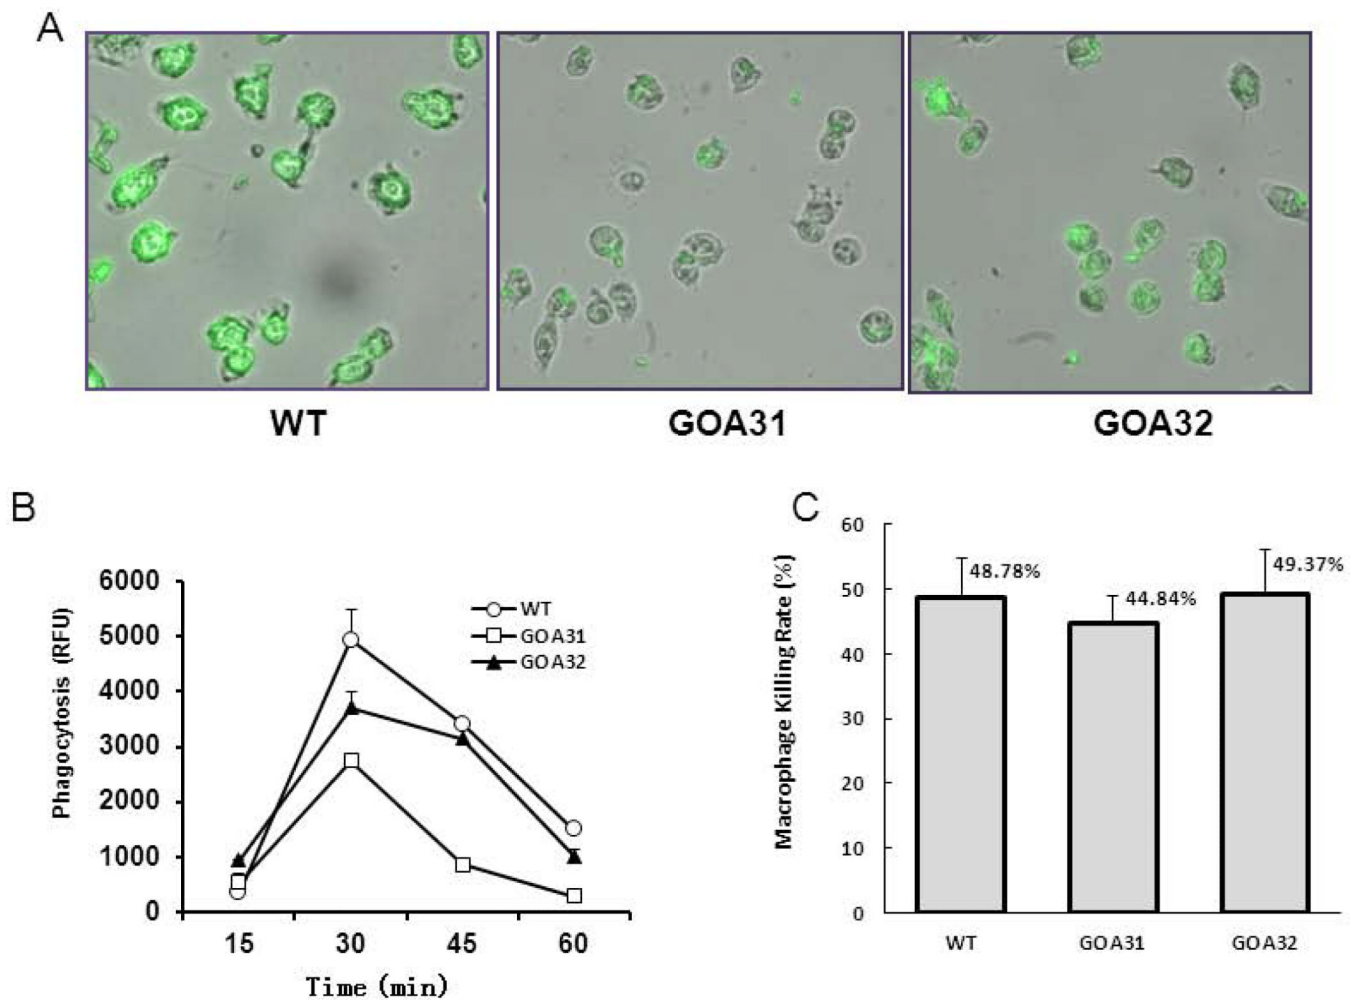 A
WT
GOA31
GOA32
B
Phagocytosis (RFU)
6000
5000
4000
3000
2000
1000
0
WT
GOA31
GOA32
15 30 45 60
Time (min)
C
Macrophage Killing Rate (%)
60
50
40
30
20
10
0
48.78%
44.84%
49.37%
WT GOA31 GOA32